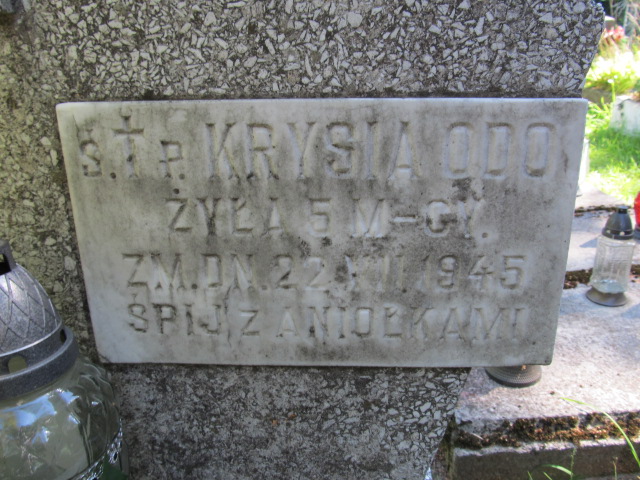 Ś.†P. KRYSIA ODO
ŻYŁA 5 M-CY.
ZM. DN. 22 XII 1945
ŚPIJ Z ANIOŁKAMI